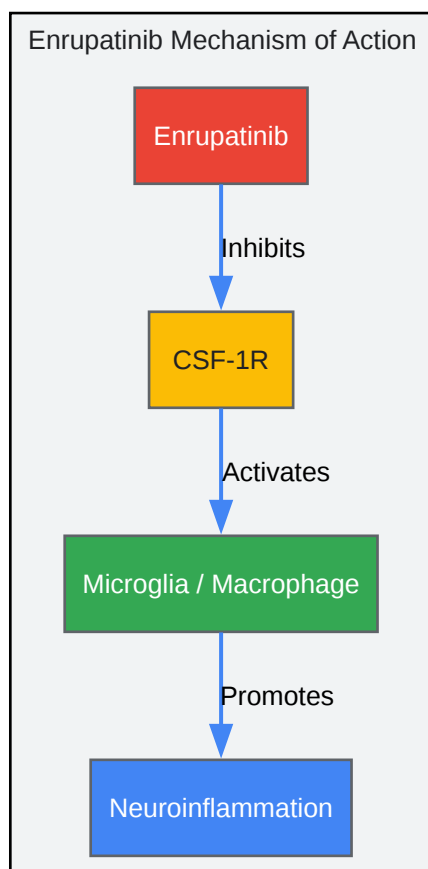 Enrupatinib Mechanism of Action
Enrupatinib
Inhibits
CSF-1R
Activates
Microglia / Macrophage
Promotes
Neuroinflammation